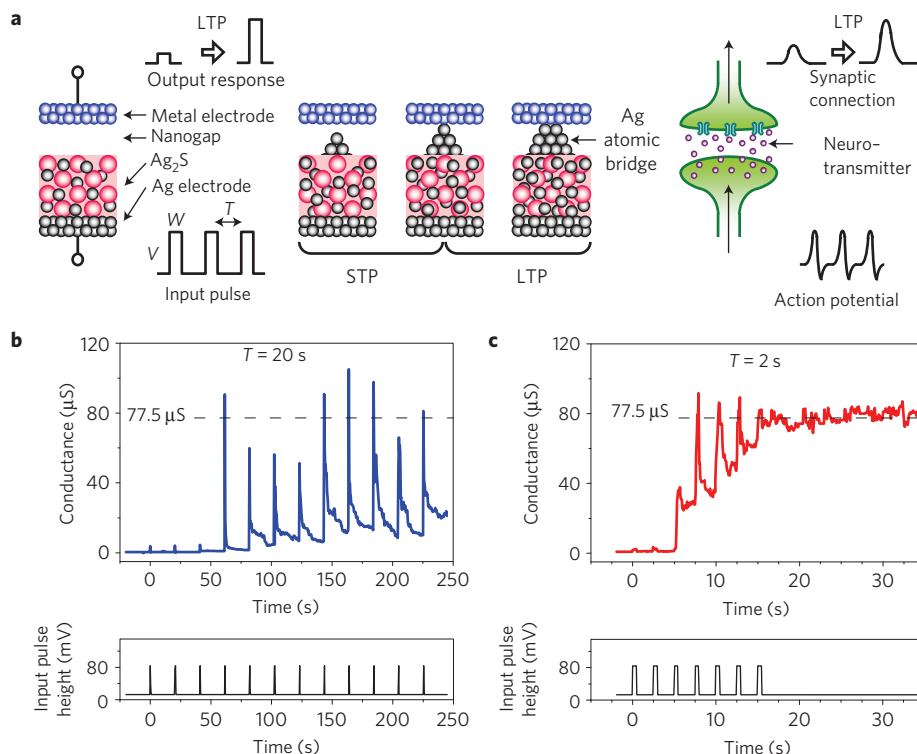 a
LTP
Output response
Metal electrode
Nanogap
Ag2S
Ag electrode
W
T
V
Input pulse
STP
LTP
Ag
atomic
bridge
LTP
Synaptic
connection
Neuro-
transmitter
Action potential
b
T = 20 s
77.5 μS
Conductance (μS)
120
80
40
0
0 50 100 150 200 250
Time (s)
Input pulse
height (mV)
80
0
0 50 100 150 200 250
Time (s)
c
T = 2 s
77.5 μS
Conductance (μS)
120
80
40
0
0 10 20 30
Time (s)
Input pulse
height (mV)
80
0
0 10 20 30
Time (s)